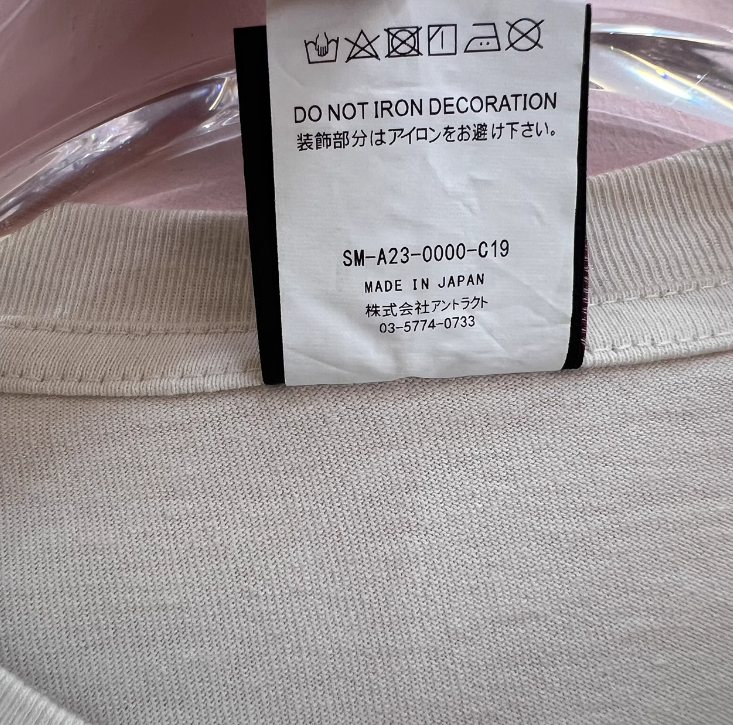 DO NOT IRON DECORATION
装飾部分はアイロンをお避け下さい。
SM-A23-0000-C19
MADE IN JAPAN
株式会社アントラクト
03-5774-0733